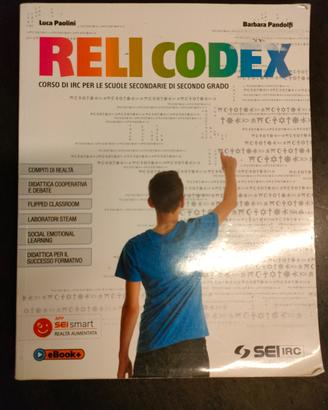 Luca Paolini
Barbara Pandolfi
RELI CODEX
CORSO DI IRC PER LE SCUOLE SECONDARIE DI SECONDO GRADO
COMPITI DI REALTÀ
DIDATTICA COOPERATIVA
E DEBATE
FLIPPED CLASSROOM
LABORATORI STEAM
SOCIAL EMOTIONAL
LEARNING
DIDATTICA PER IL
SUCCESSO FORMATIVO
APP
SEI smart
REALTÀ AUMENTATA
eBook+
SEI IRC